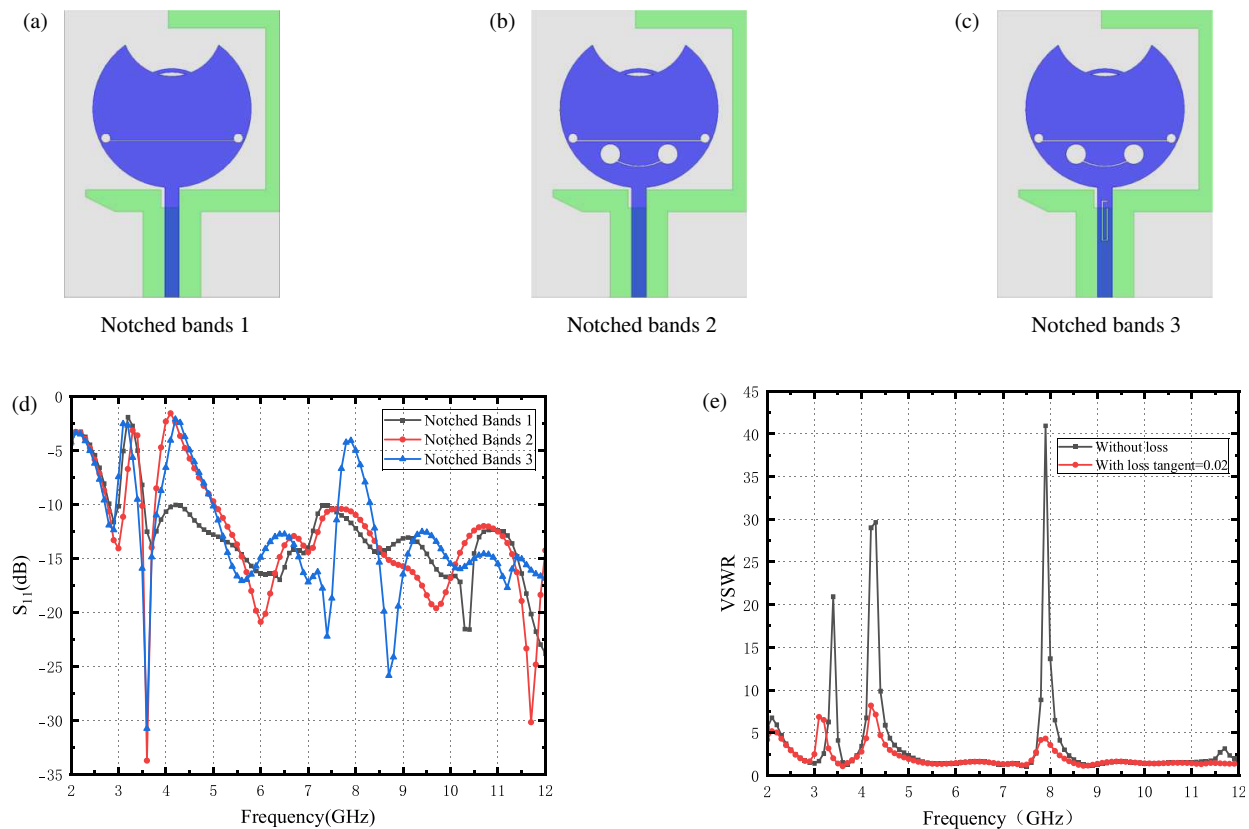 (a)
(b)
(c)
Notched bands 1
Notched bands 2
Notched bands 3
(d)
0
-5
-10
-15
-20
-25
-30
-35
S11(dB)
Notched Bands 1
Notched Bands 2
Notched Bands 3
2 3 4 5 6 7 8 9 10 11 12
Frequency(GHz)
(e)
45
40
35
30
25
20
15
10
5
0
VSWR
Without loss
With loss tangent=0.02
2 3 4 5 6 7 8 9 10 11 12
Frequency（GHz)